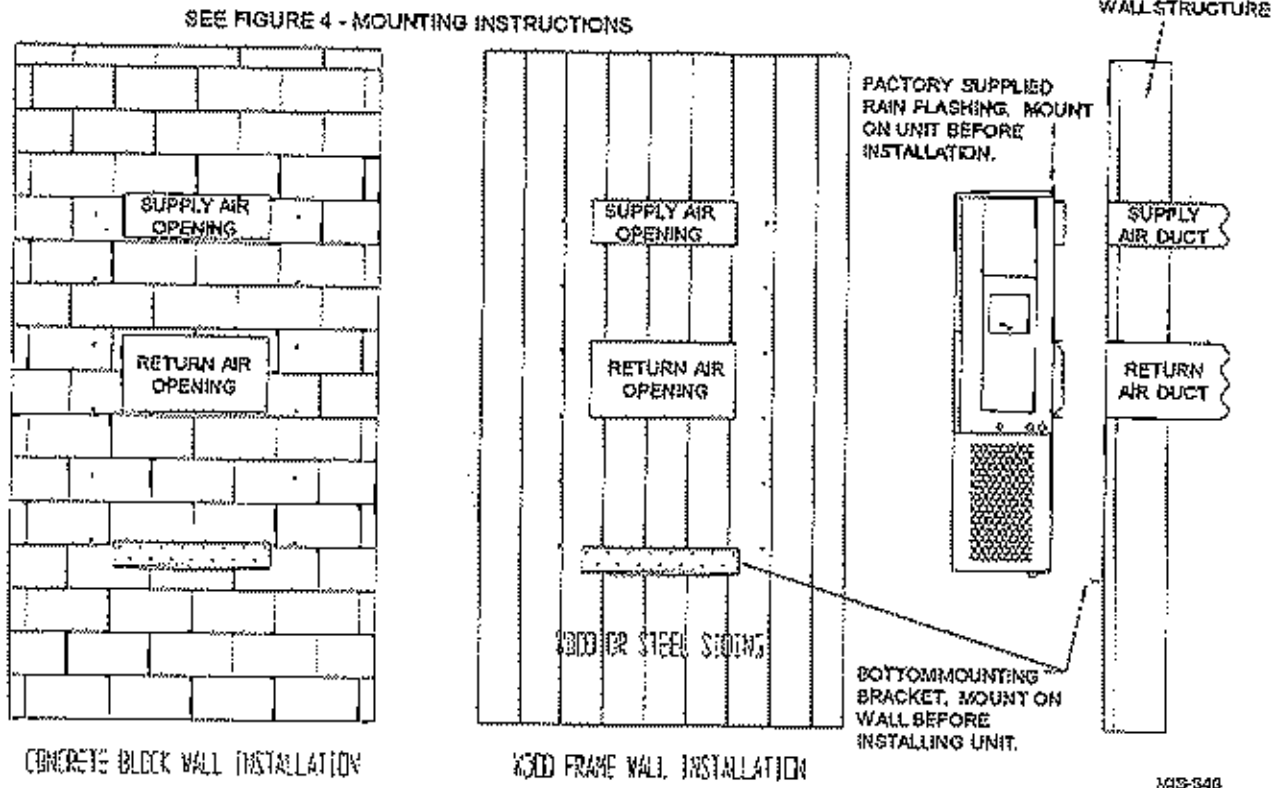 SEE FIGURE 4 - MOUNTING INSTRUCTIONS
WALL STRUCTURE
FACTORY SUPPLIED
RAIN FLASHING. MOUNT
ON UNIT BEFORE
INSTALLATION.
SUPPLY AIR
OPENING
SUPPLY AIR
OPENING
SUPPLY
AIR DUCT
RETURN AIR
OPENING
RETURN AIR
OPENING
RETURN
AIR DUCT
WOOD OR STEEL SIDING
BOTTOM MOUNTING
BRACKET, MOUNT ON
WALL BEFORE
INSTALLING UNIT.
CONCRETE BLOCK WALL INSTALLATION
WOOD FRAME WALL INSTALLATION